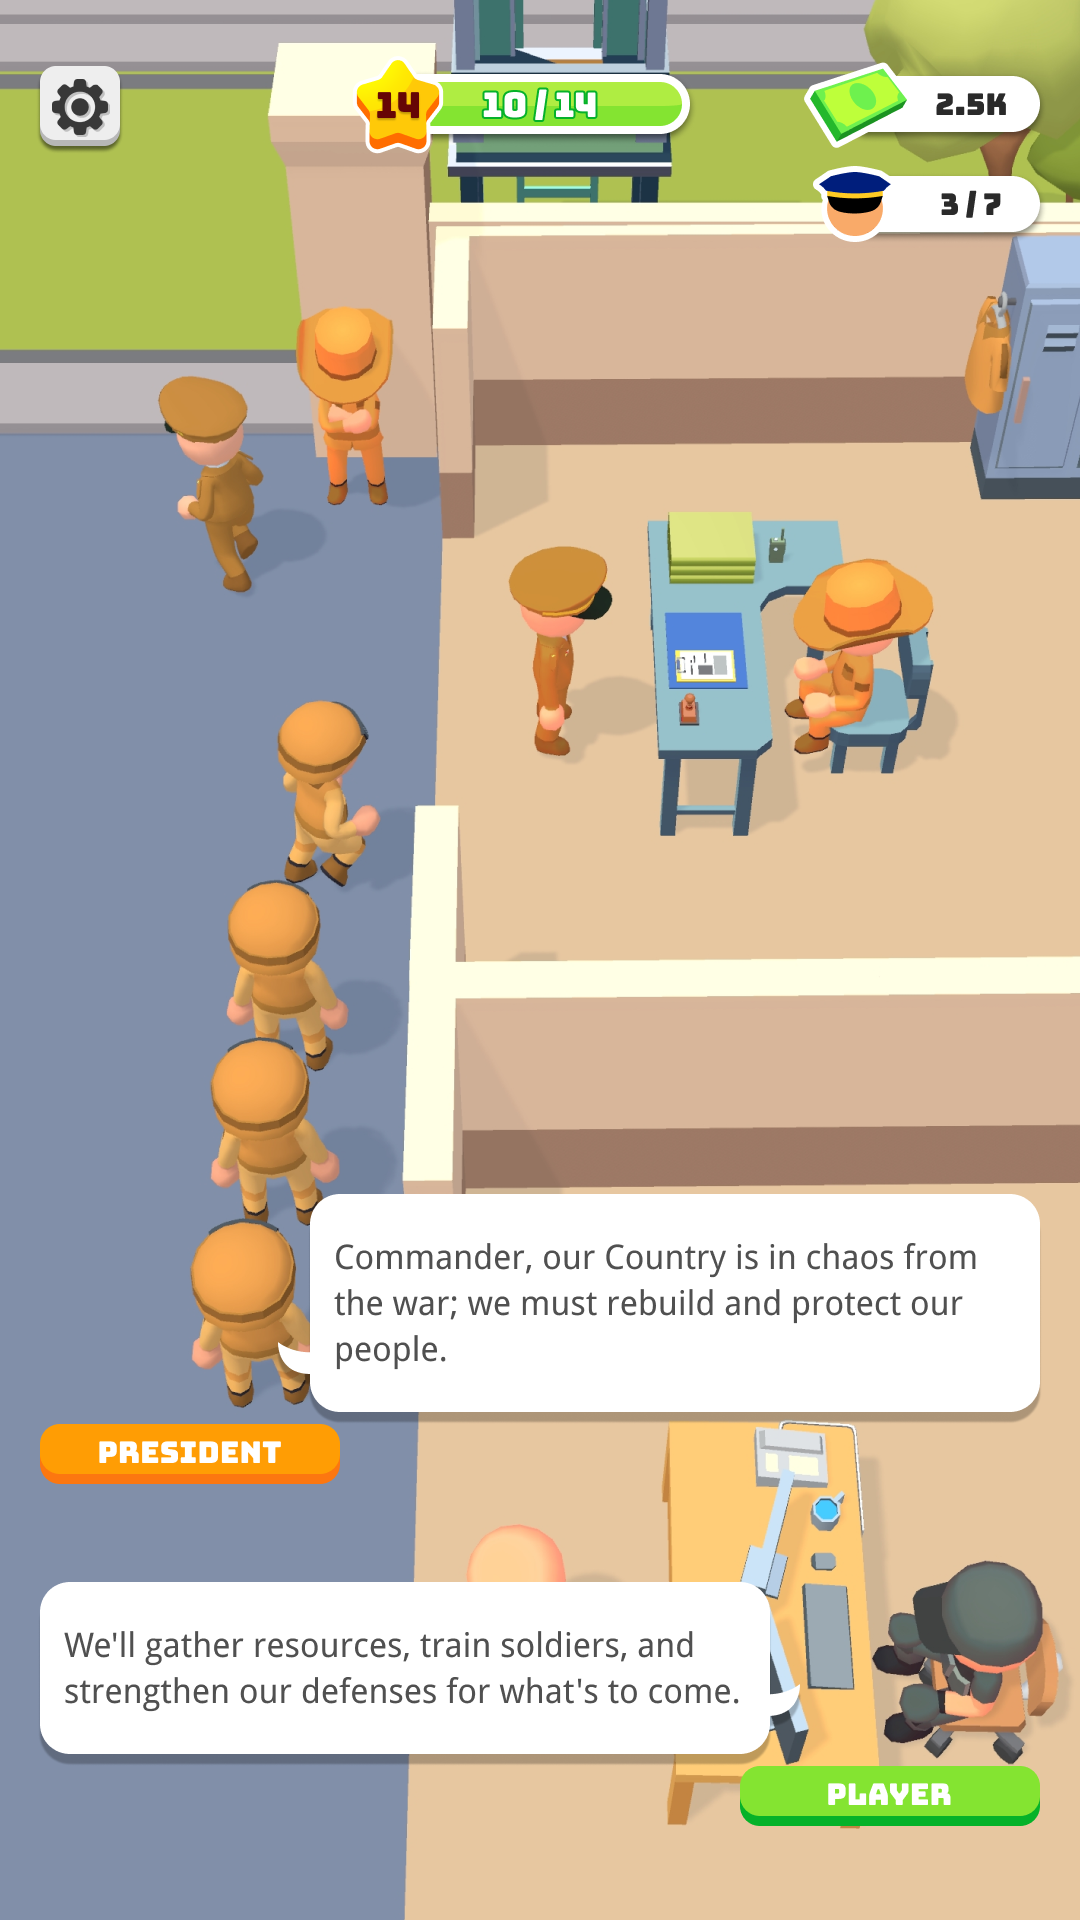 14
10/14
2.5K
3/7
Commander, our Country is in chaos from
the war; we must rebuild and protect our
people.
PRESIDENT
We'll gather resources, train soldiers, and
strengthen our defenses for what's to come.
PLAYER